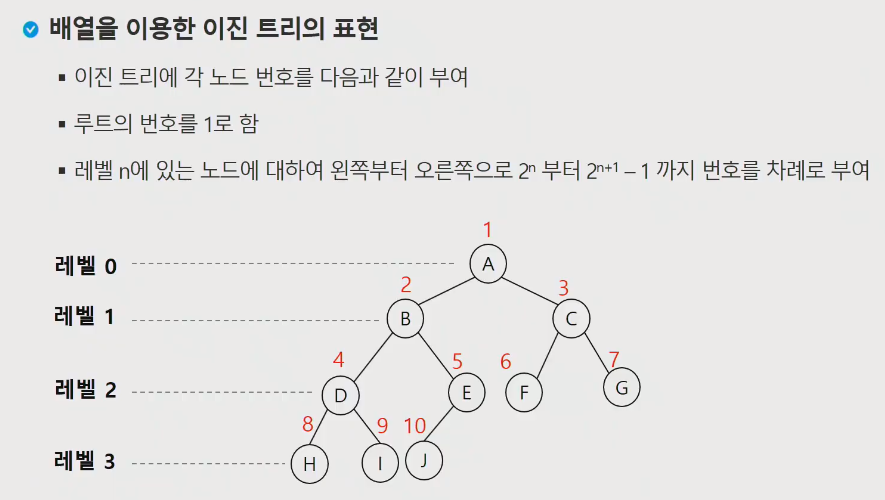 배열을 이용한 이진 트리의 표현
▪ 이진 트리에 각 노드 번호를 다음과 같이 부여
▪ 루트의 번호를 1로 함
▪ 레벨 n에 있는 노드에 대하여 왼쪽부터 오른쪽으로 2ⁿ 부터 2ⁿ⁺¹ – 1 까지 번호를 차례로 부여
1
레벨 0 A
2 3
레벨 1 B C
4 5 6 7
레벨 2 D E F G
8 9 10
레벨 3 H I J